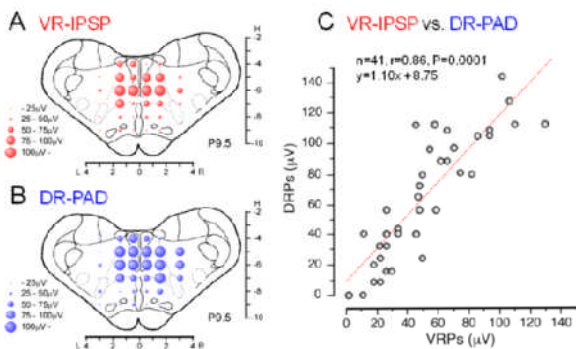 A
VR-IPSP
H
-2
-4
-6
-8
-10
- 25μV
25 - 50μV
50 - 75μV
75 - 100μV
100μV -
P9.5
L 4 2 0 2 4 R
B
DR-PAD
H
-2
-4
-6
-8
-10
- 25μV
25 - 50μV
50 - 75μV
75 - 100μV
100μV -
P9.5
L 4 2 0 2 4 R
C
VR-IPSP vs. DR-PAD
n=41, r=0.86, P=0.0001
y=1.10x+8.75
DRPs (μV)
140
120
100
80
60
40
20
0
0 20 60 100 140
VRPs (μV)